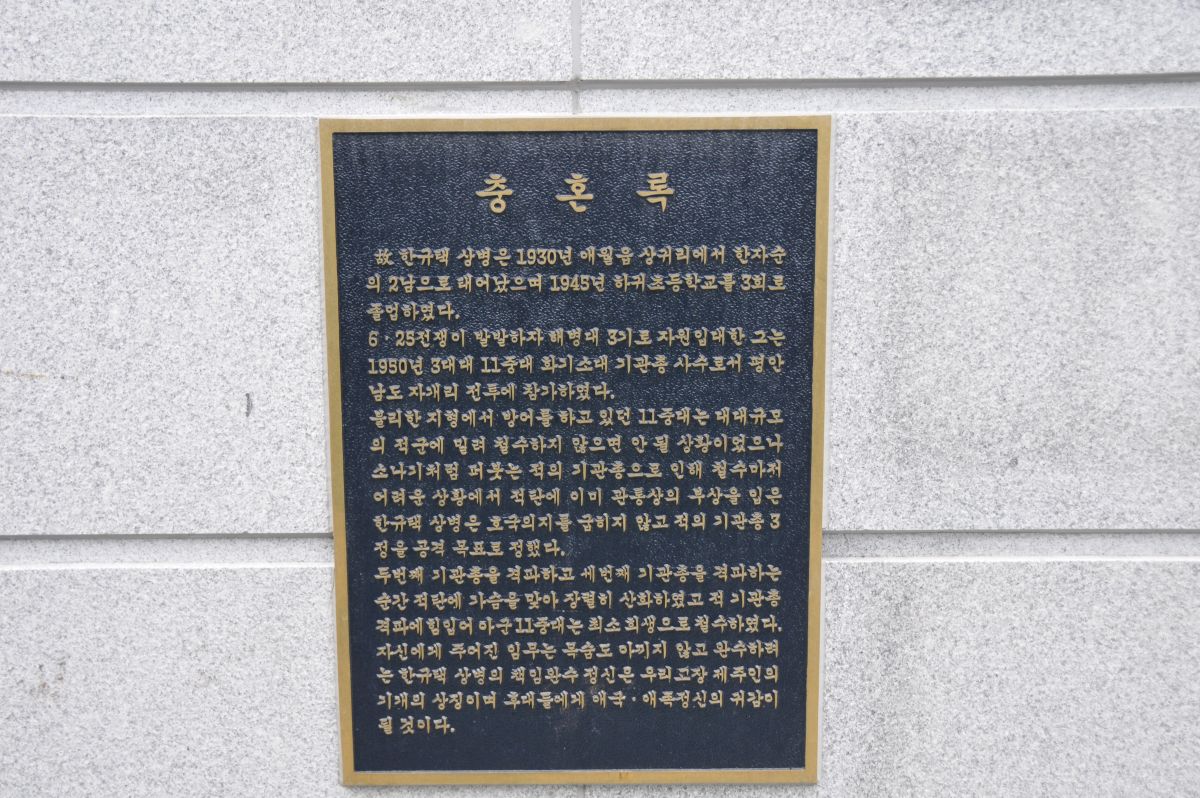 충 혼 록
故 한규택 상병은 1930년 애월읍 상귀리에서 한자순
의 2남으로 태어났으며 1945년 하귀초등학교를 3회로
졸업하였다.
6·25전쟁이 발발하자 해병대 3기로 자원입대한 그는
1950년 3대대 11중대 화기소대 기관총 사수로서 평안
남도 자개리 전투에 참가하였다.
불리한 지형에서 방어를 하고 있던 11중대는 대대규모
의 적군에 밀려 철수하지 않으면 안 될 상황이었으나
소나기처럼 퍼붓는 적의 기관총으로 인해 철수마저
어려운 상황에서 적탄에 이미 관통상의 부상을 입은
한규택 상병은 호국의지를 굽히지 않고 적의 기관총 3
정을 공격 목표로 정했다.
두번째 기관총을 격파하고 세번째 기관총을 격파하는
순간 적탄에 가슴을 맞아 장렬히 산화하였고 적 기관총
격파에힘입어 아군11중대는 최소희생으로 철수하였다.
자신에게 주어진 임무는 목숨도 아끼지 않고 완수하려
는 한규택 상병의 책임완수 정신은 우리고장 제주인의
기개의 상징이며 후대들에게 애국·애족정신의 귀감이
될 것이다.